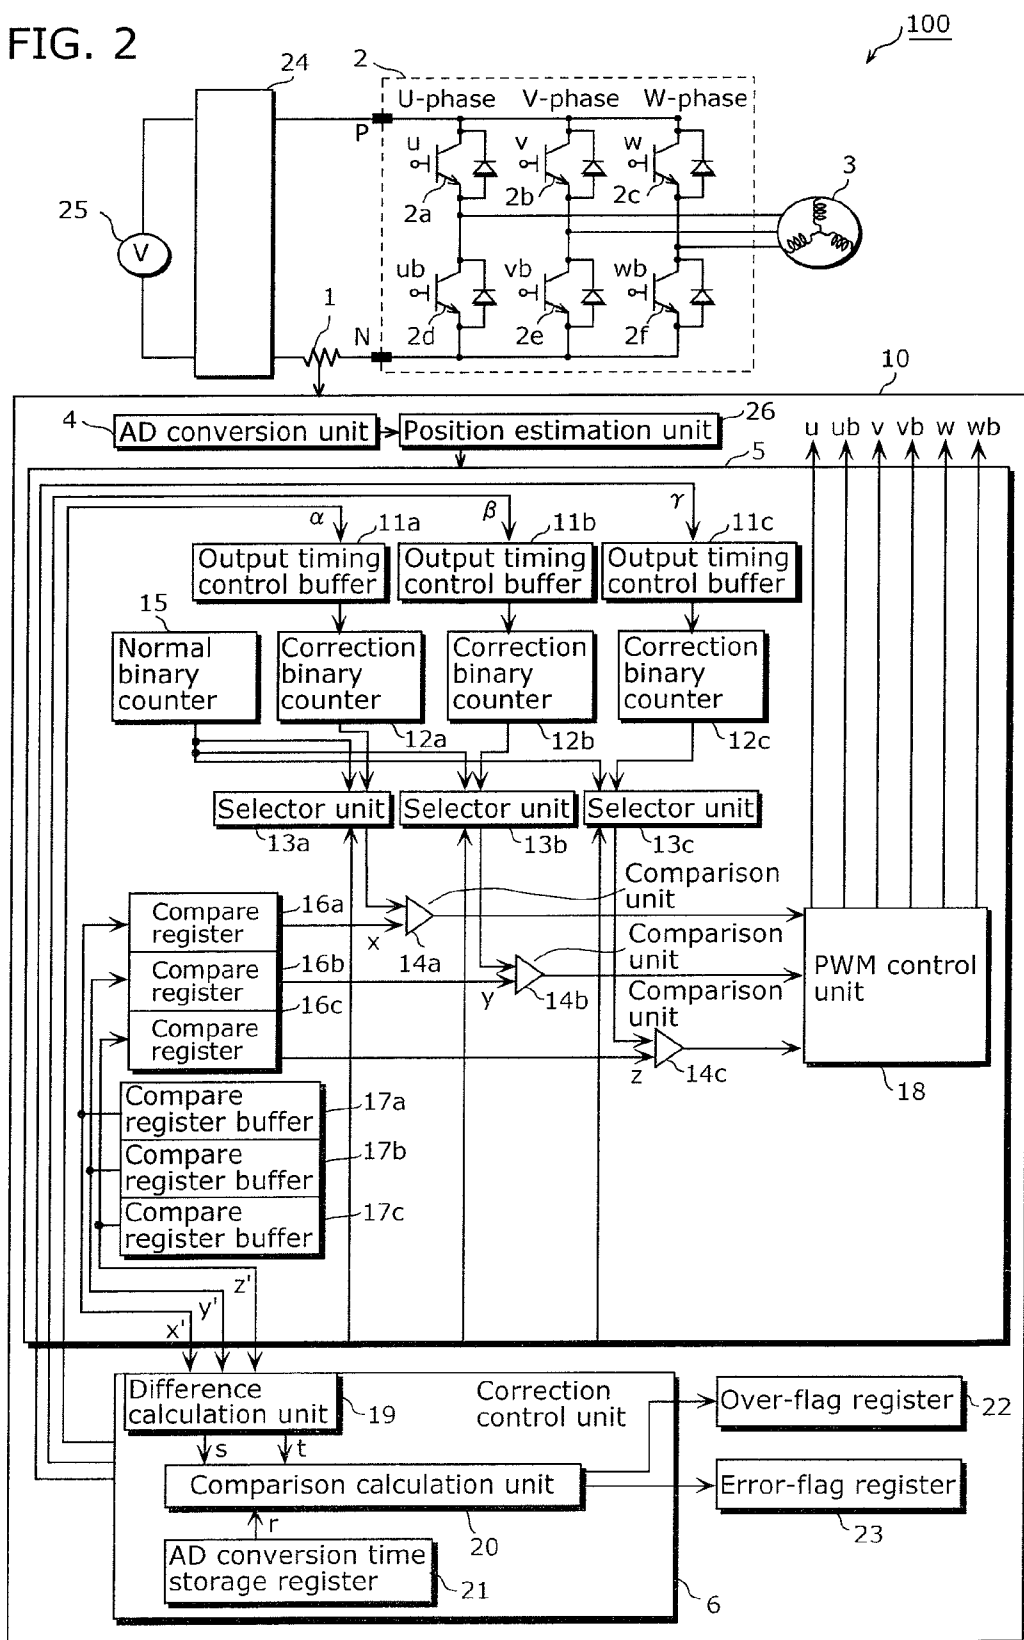 FIG. 2
100
24
2
U-phase V-phase W-phase
P
u
v
w
2a
2b
2c
3
25
V
ub
vb
wb
1
N
2d
2e
2f
10
4
AD conversion unit
Position estimation unit
26
u ub v vb w wb
5
α
β
γ
11a
11b
11c
Output timing
control buffer
Output timing
control buffer
Output timing
control buffer
15
Normal
binary
counter
Correction
binary
counter
Correction
binary
counter
Correction
binary
counter
12a
12b
12c
Selector unit
Selector unit
Selector unit
13a
13b
13c
Comparison
unit
Compare
register
16a
x
14a
Comparison
unit
Compare
register
16b
y
14b
PWM control
unit
16c
Comparison
unit
Compare
register
z
14c
18
Compare
register buffer
17a
Compare
register buffer
17b
Compare
register buffer
17c
z'
y'
x'
Difference
calculation unit
19
Correction
control unit
Over-flag register
22
s
t
Comparison calculation unit
Error-flag register
23
r
20
AD conversion time
storage register
21
6